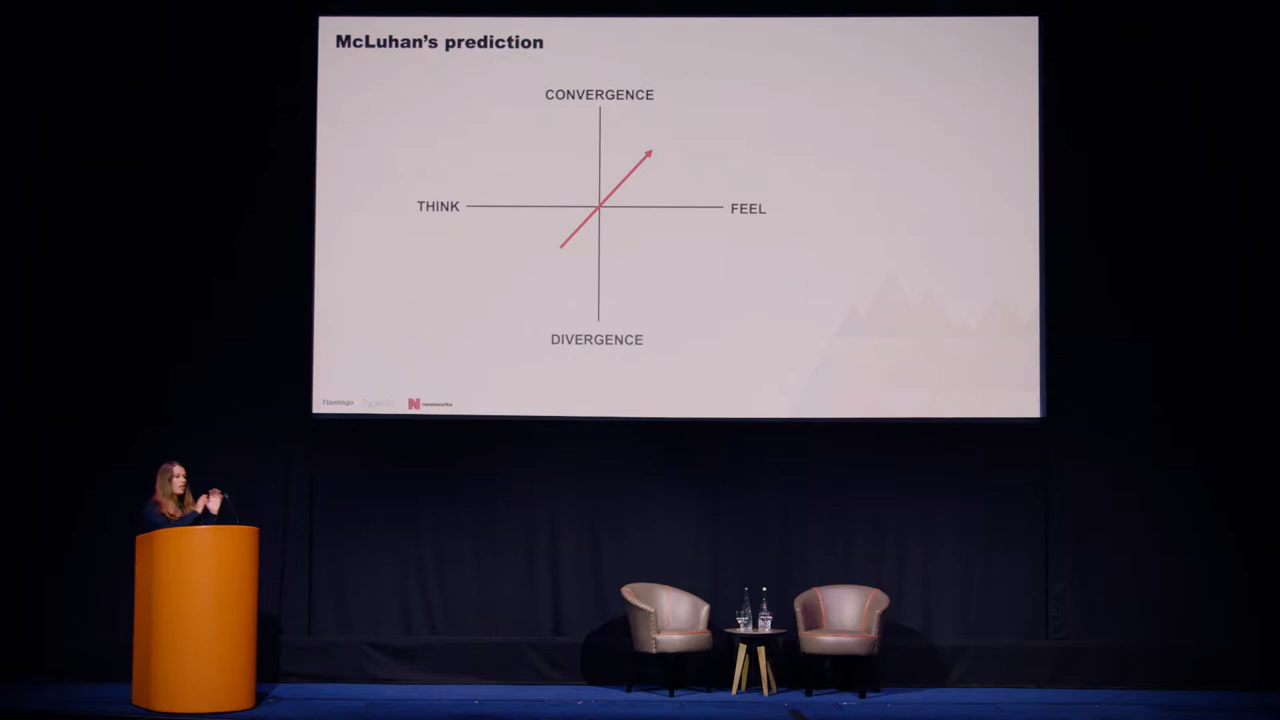 McLuhan's prediction
CONVERGENCE
THINK
FEEL
DIVERGENCE
Flamingo
newsworks